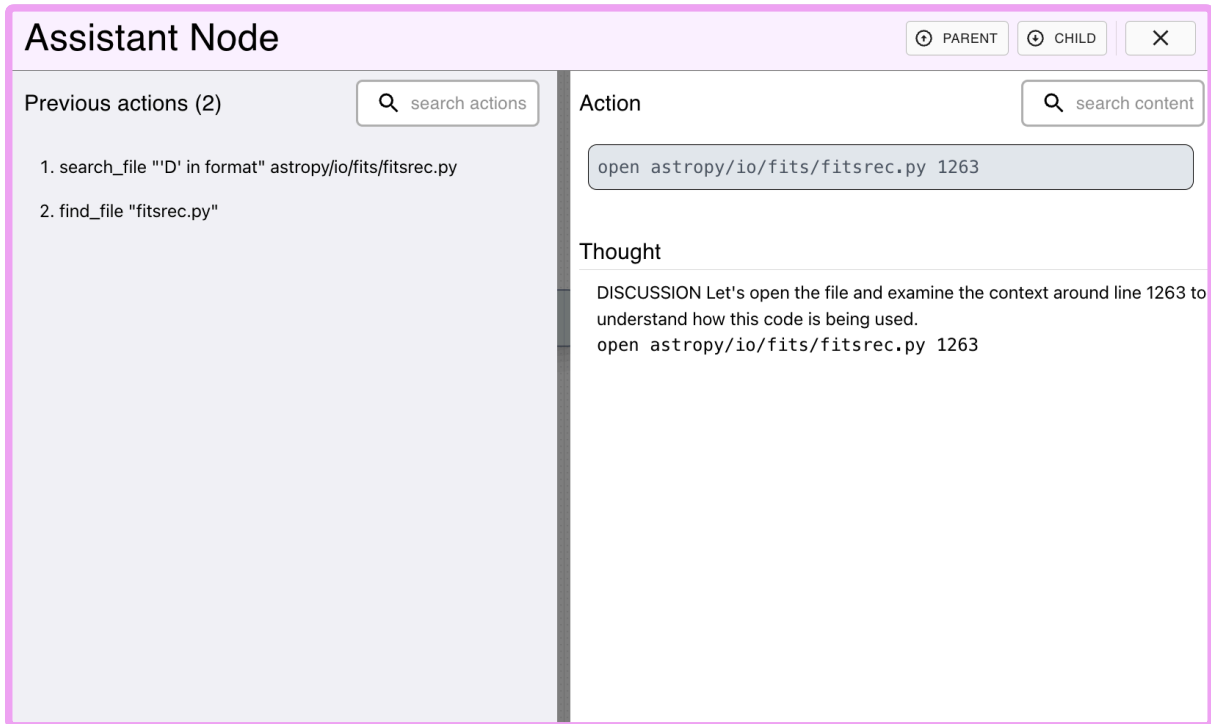 Assistant Node
PARENT
CHILD
Previous actions (2)
search actions
1. search_file "'D' in format" astropy/io/fits/fitsrec.py
2. find_file "fitsrec.py"
Action
search content
open astropy/io/fits/fitsrec.py 1263
Thought
DISCUSSION Let's open the file and examine the context around line 1263 to
understand how this code is being used.
open astropy/io/fits/fitsrec.py 1263